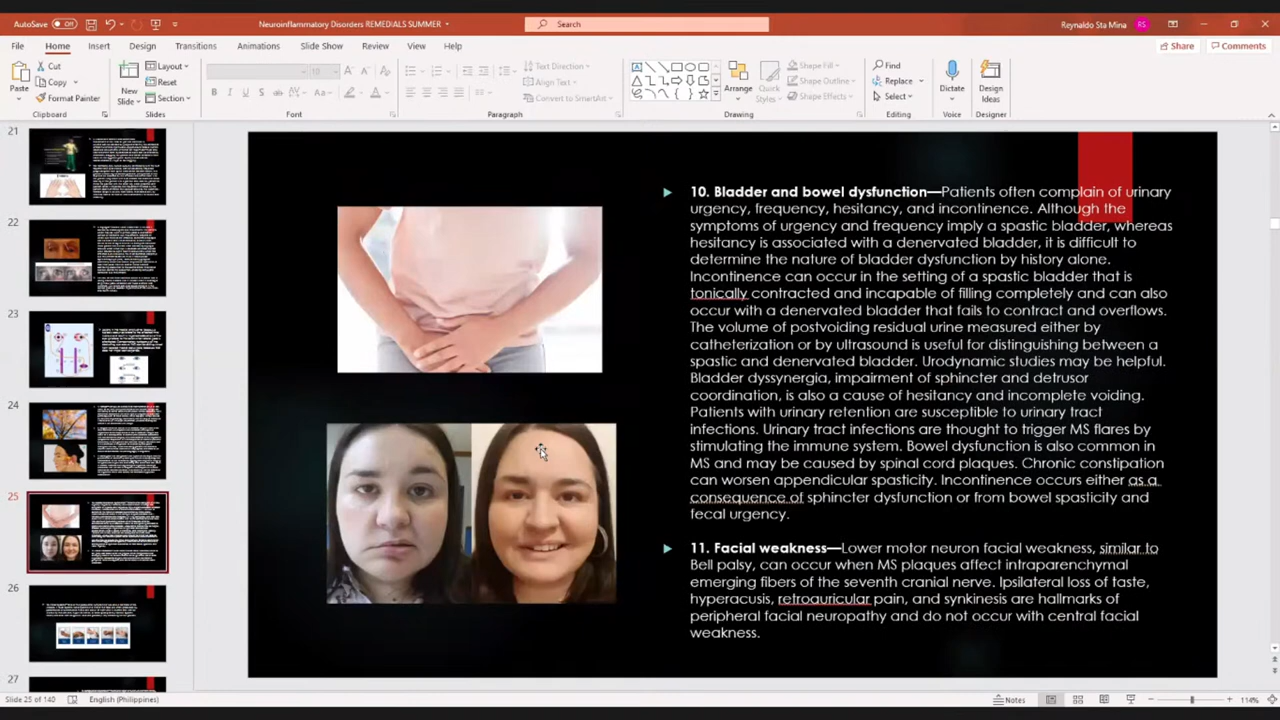 AutoSave Off
Neuroinflammatory Disorders REMEDIALS SUMMER
Search
Reynaldo Sta Mina RS
File Home Insert Design Transitions Animations Slide Show Review View Help
Share Comments
Paste
Cut
Copy
Format Painter
Clipboard
New Slide
Layout
Reset
Section
Slides
Font
Text Direction
Align Text
Convert to SmartArt
Paragraph
Arrange
Quick Styles
Shape Fill
Shape Outline
Shape Effects
Drawing
Find
Replace
Select
Editing
Dictate
Voice
Design Ideas
Designer
21
22
23
24
25
26
27
10. Bladder and bowel dysfunction—Patients often complain of urinary
urgency, frequency, hesitancy, and incontinence. Although the
symptoms of urgency and frequency imply a spastic bladder, whereas
hesitancy is associated with a denervated bladder, it is difficult to
determine the nature of bladder dysfunction by history alone.
Incontinence can occur in the setting of a spastic bladder that is
tonically contracted and incapable of filling completely and can also
occur with a denervated bladder that fails to contract and overflows.
The volume of postvoiding residual urine measured either by
catheterization or by ultrasound is useful for distinguishing between a
spastic and denervated bladder. Urodynamic studies may be helpful.
Bladder dyssynergia, impairment of sphincter and detrusor
coordination, is also a cause of hesitancy and incomplete voiding.
Patients with urinary retention are susceptible to urinary tract
infections. Urinary tract infections are thought to trigger MS flares by
stimulating the immune system. Bowel dysfunction is also common in
MS and may be caused by spinal cord plaques. Chronic constipation
can worsen appendicular spasticity. Incontinence occurs either as a
consequence of sphincter dysfunction or from bowel spasticity and
fecal urgency.
11. Facial weakness—Lower motor neuron facial weakness, similar to
Bell palsy, can occur when MS plaques affect intraparenchymal
emerging fibers of the seventh cranial nerve. Ipsilateral loss of taste,
hyperacusis, retroauricular pain, and synkinesis are hallmarks of
peripheral facial neuropathy and do not occur with central facial
weakness.
Slide 25 of 140 English (Philippines)
Notes
114%